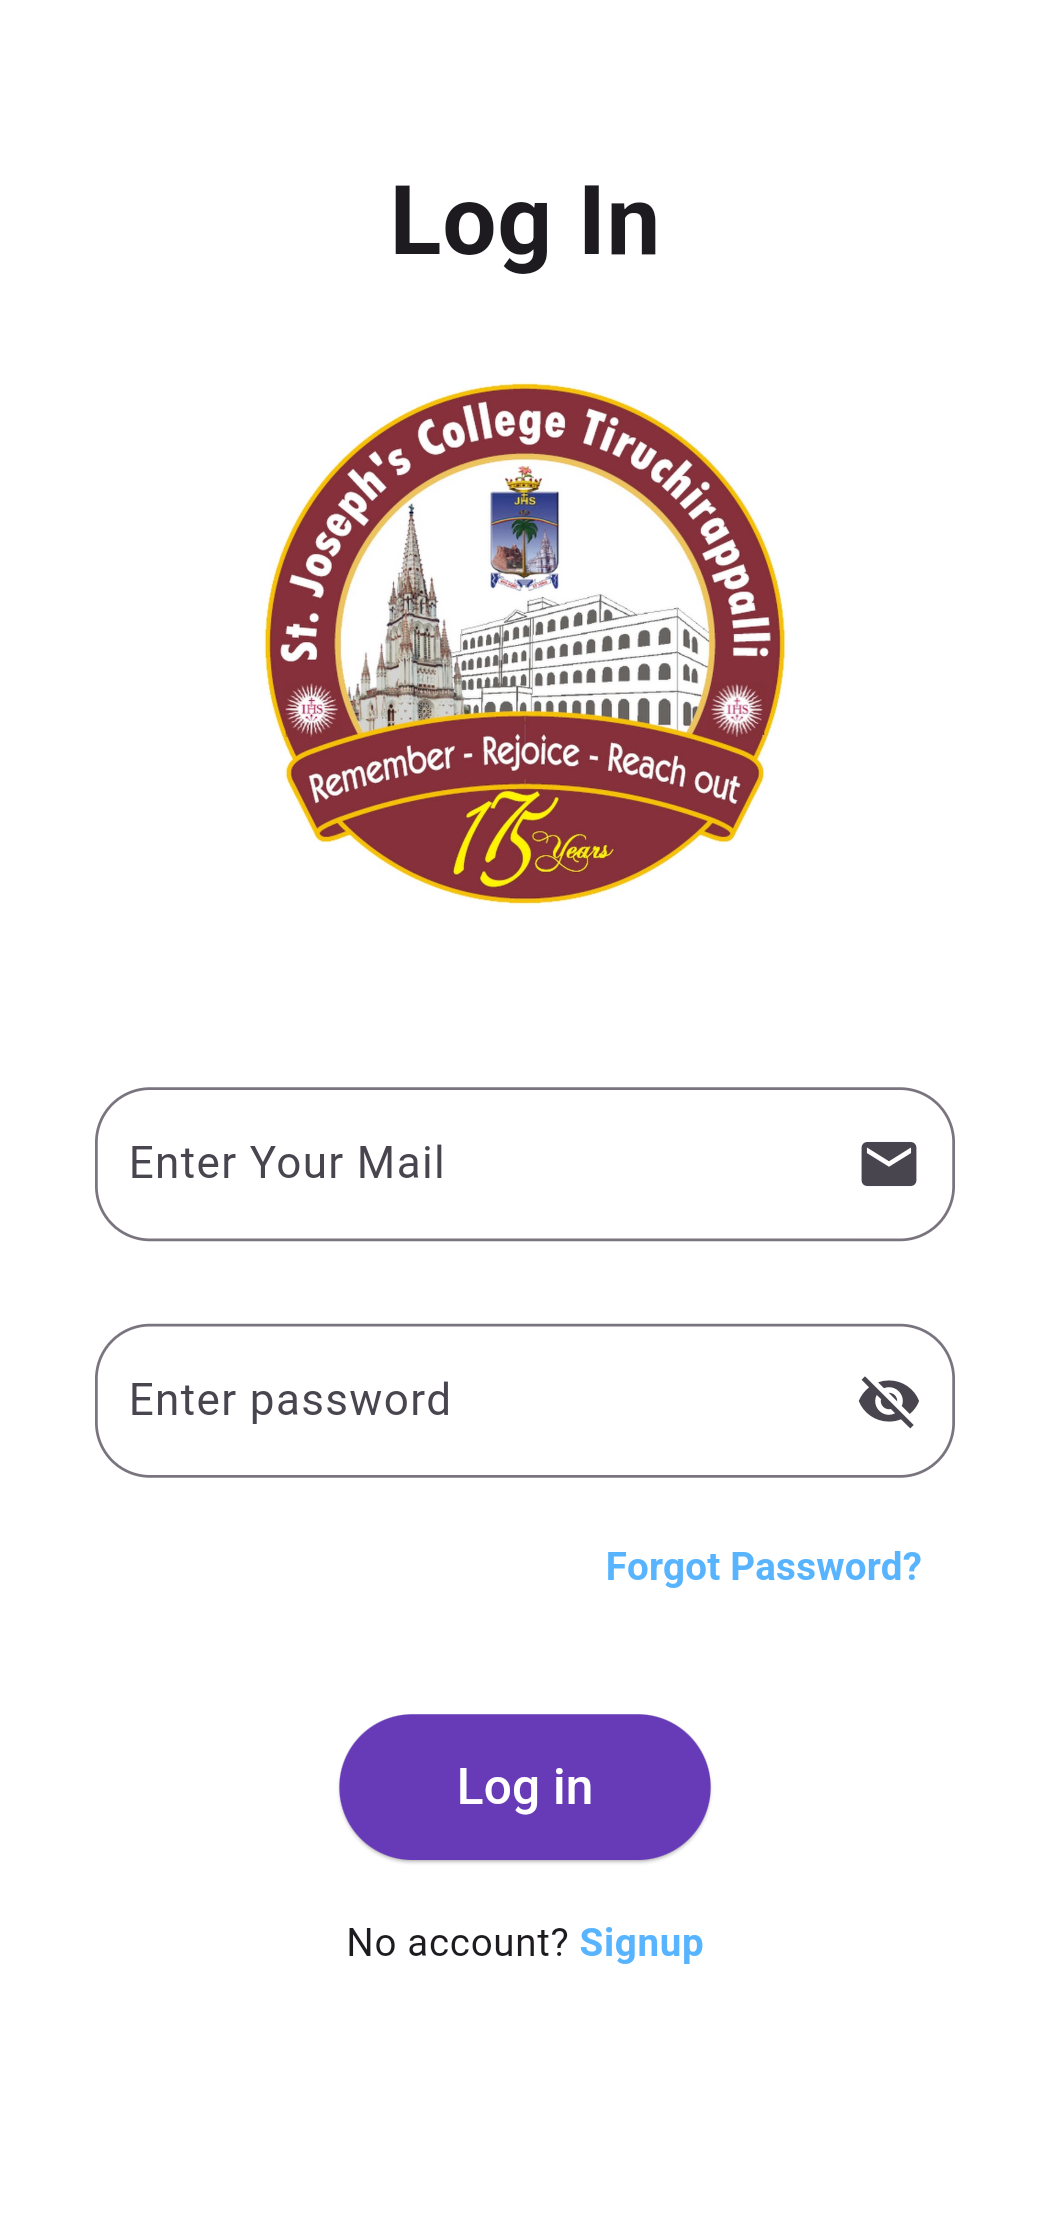 Log In
St. Joseph's College Tiruchirappalli
JHS
IHS
IHS
Remember - Rejoice - Reach out
175 Years
Enter Your Mail
Enter password
Forgot Password?
Log in
No account? Signup